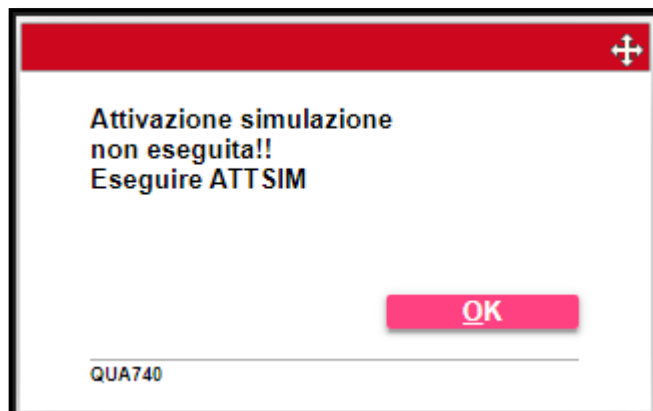 Attivazione simulazione
non eseguita!!
Eseguire ATTSIM
OK
QUA740